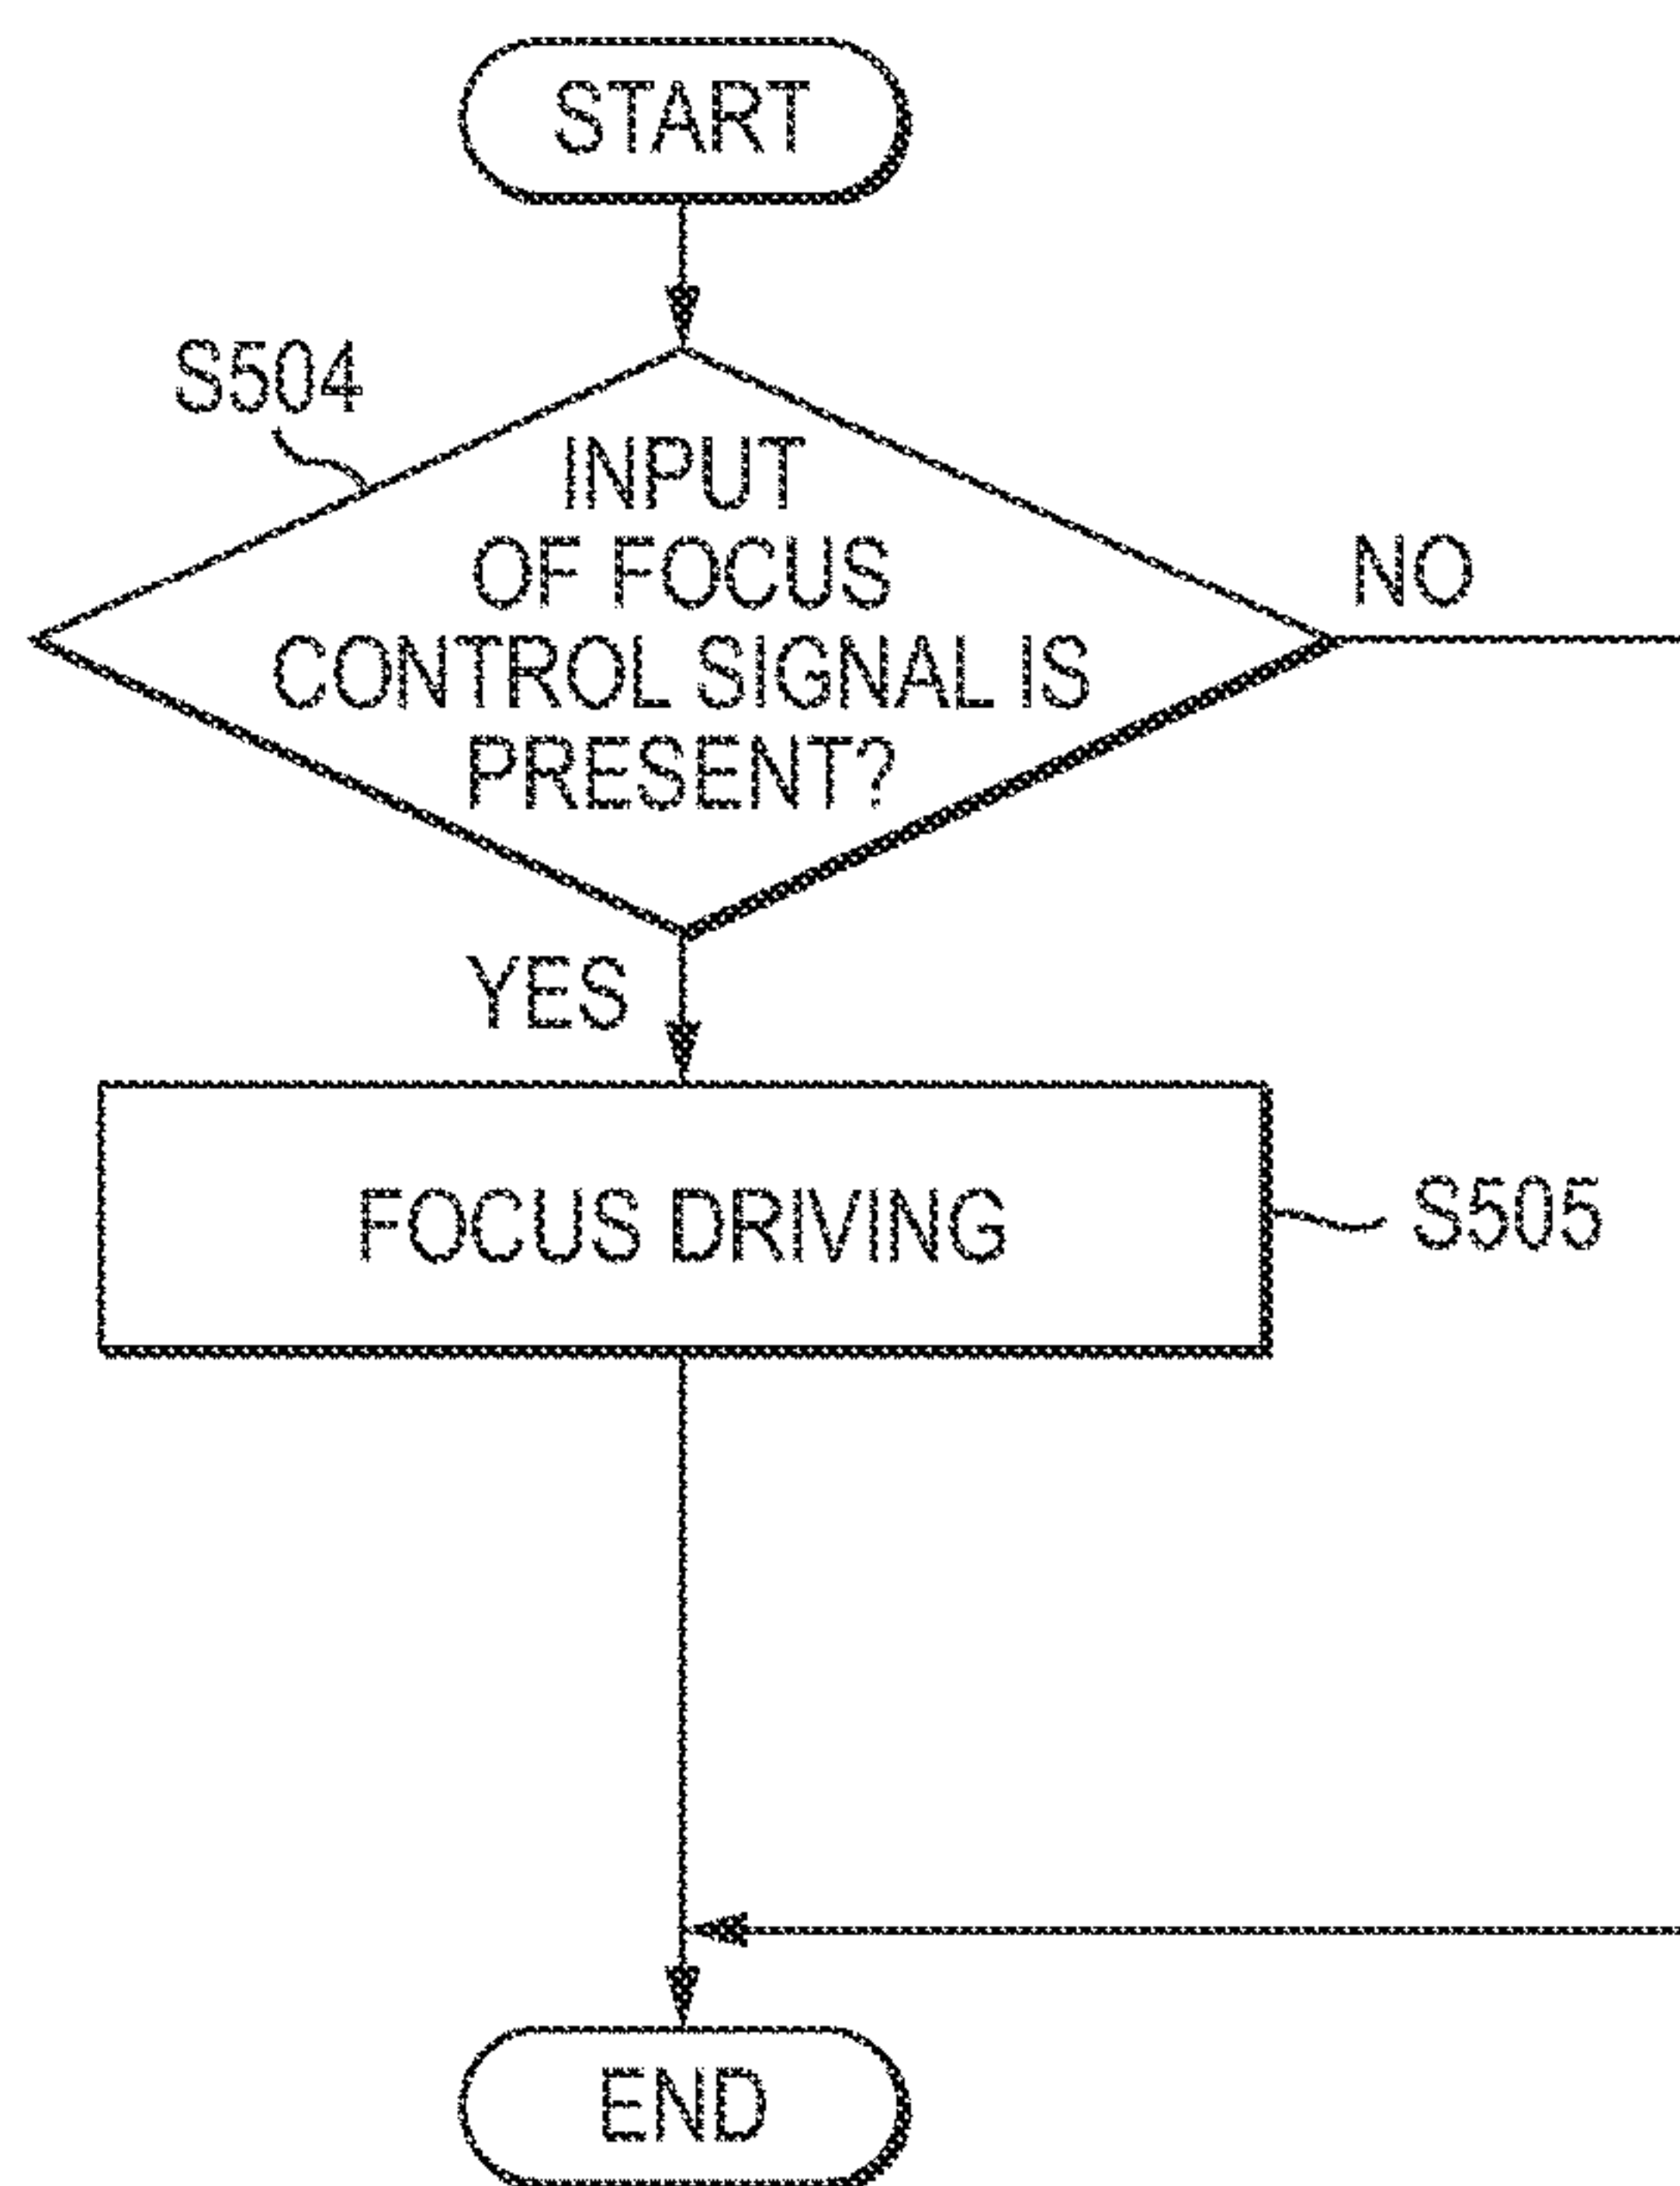 START
S504
INPUT
OF FOCUS
CONTROL SIGNAL IS
PRESENT?
NO
YES
FOCUS DRIVING
S505
END